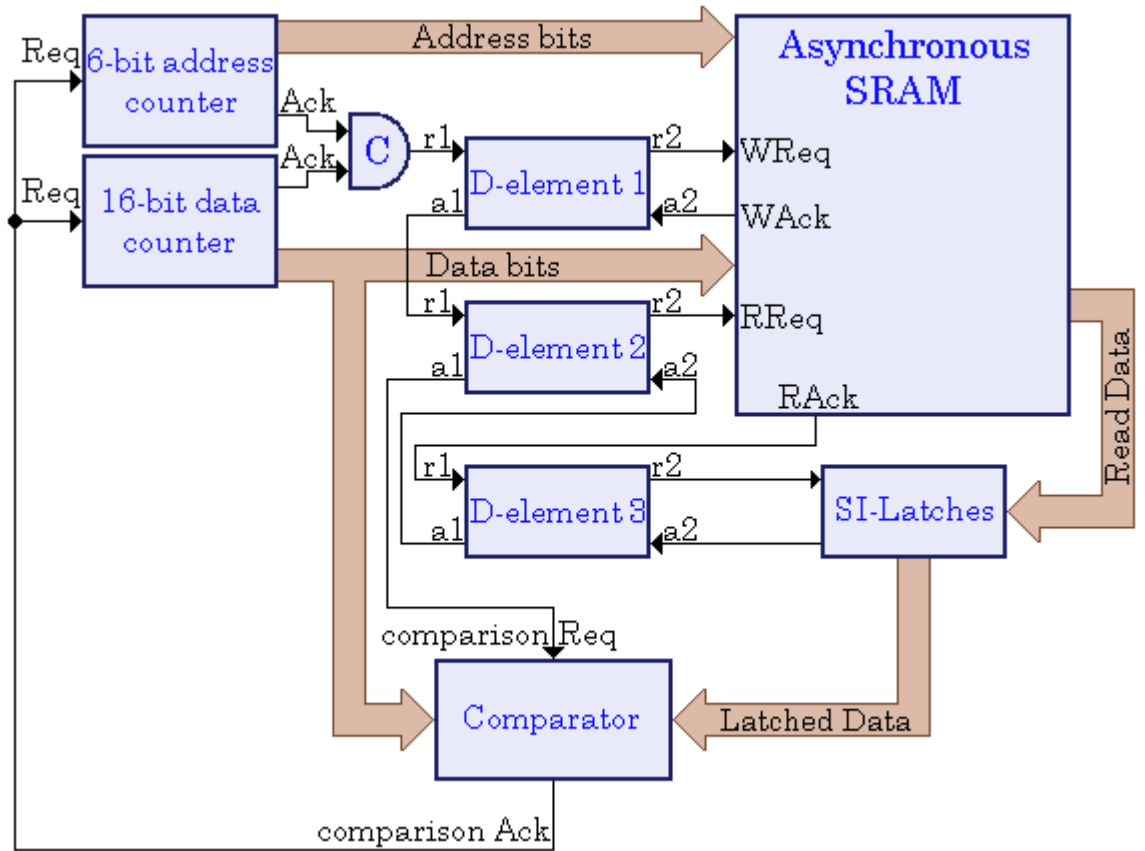 Address bits
Asynchronous
SRAM
Req
6-bit address
counter
Ack
Ack
C
r1
r2
WReq
D-element 1
Req
16-bit data
counter
a1
a2
WAck
Data bits
r1
r2
RReq
D-element 2
a1
a2
RAck
Read Data
r1
r2
D-element 3
SI-Latches
a1
a2
comparison Req
Comparator
Latched Data
comparison Ack